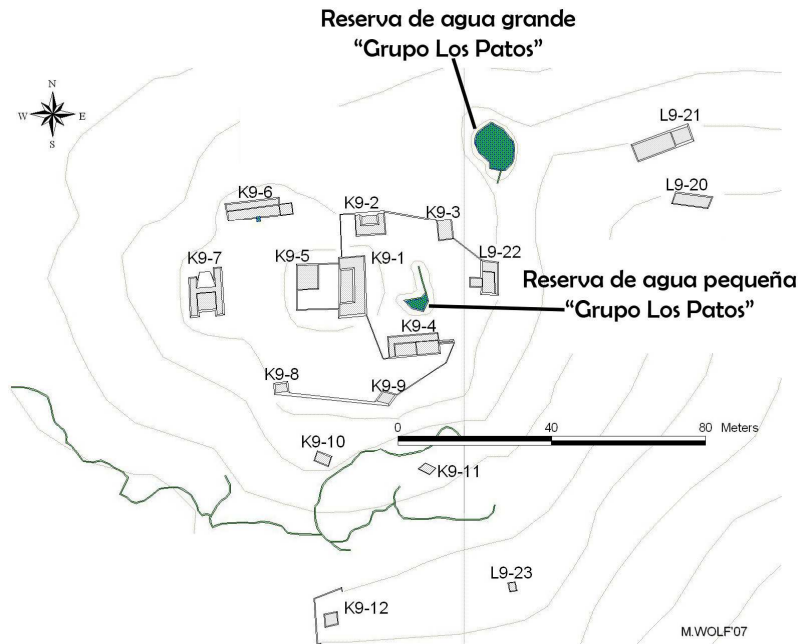 Reserva de agua grande
“Grupo Los Patos”
N
W
E
S
L9-21
L9-20
K9-6
K9-2
K9-3
K9-7
K9-5
K9-1
L9-22
Reserva de agua pequeña
“Grupo Los Patos”
K9-4
K9-8
K9-9
0 40 80 Meters
K9-10
K9-11
L9-23
K9-12
M.WOLF'07